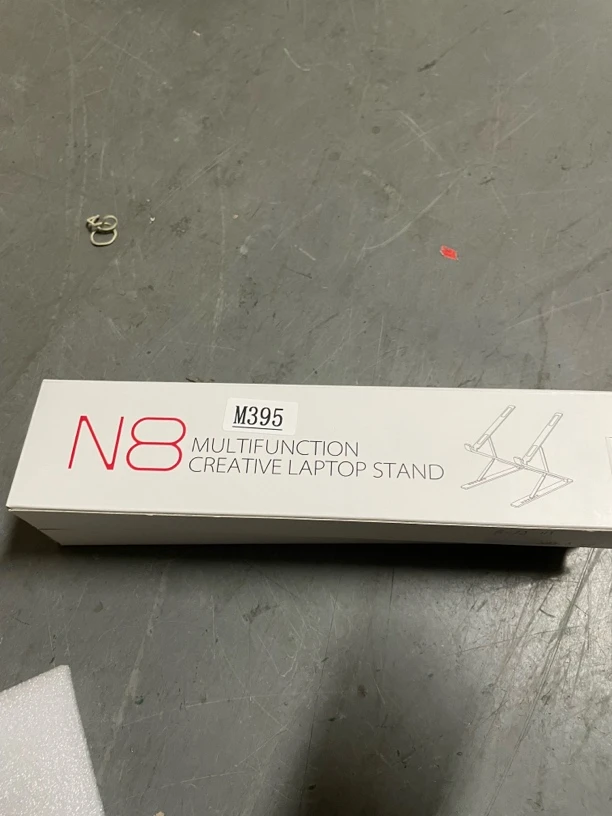 N8
M395
MULTIFUNCTION
CREATIVE LAPTOP STAND